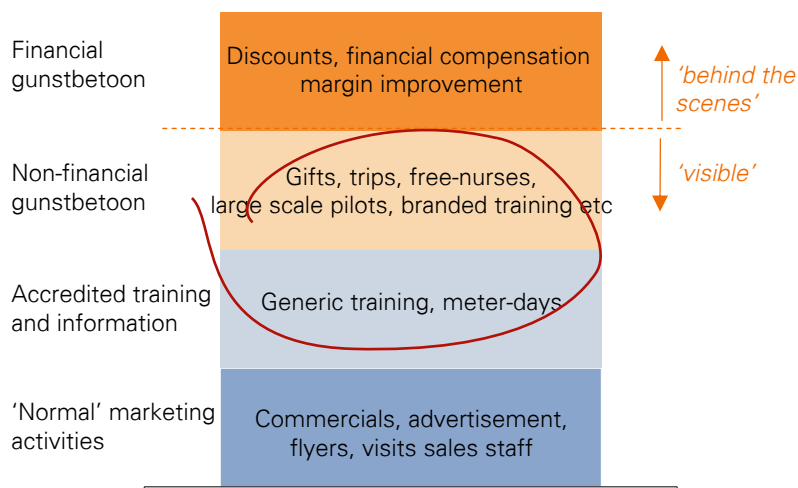 Financial
gunstbetoon
Discounts, financial compensation
margin improvement
‘behind the
scenes’
Non-financial
gunstbetoon
Gifts, trips, free-nurses,
large scale pilots, branded training etc
‘visible’
Accredited training
and information
Generic training, meter-days
‘Normal’ marketing
activities
Commercials, advertisement,
flyers, visits sales staff